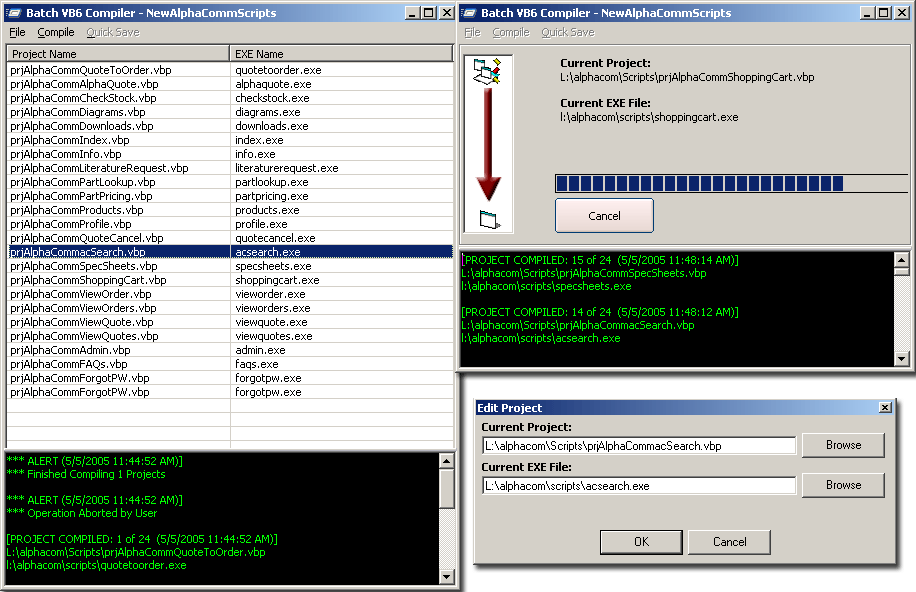 Batch VB6 Compiler - NewAlphaCommScripts
File Compile Quick Save
Project Name EXE Name
prjAlphaCommQuoteToOrder.vbp quotetoorder.exe
prjAlphaCommAlphaQuote.vbp alphaquote.exe
prjAlphaCommCheckStock.vbp checkstock.exe
prjAlphaCommDiagrams.vbp diagrams.exe
prjAlphaCommDownloads.vbp downloads.exe
prjAlphaCommIndex.vbp index.exe
prjAlphaCommInfo.vbp info.exe
prjAlphaCommLiteratureRequest.vbp literaturerequest.exe
prjAlphaCommPartLookup.vbp partlookup.exe
prjAlphaCommPartPricing.vbp partpricing.exe
prjAlphaCommProducts.vbp products.exe
prjAlphaCommProfile.vbp profile.exe
prjAlphaCommQuoteCancel.vbp quotecancel.exe
prjAlphaCommacSearch.vbp acsearch.exe
prjAlphaCommSpecSheets.vbp specsheets.exe
prjAlphaCommShoppingCart.vbp shoppingcart.exe
prjAlphaCommViewOrder.vbp vieworder.exe
prjAlphaCommViewOrders.vbp vieworders.exe
prjAlphaCommViewQuote.vbp viewquote.exe
prjAlphaCommViewQuotes.vbp viewquotes.exe
prjAlphaCommAdmin.vbp admin.exe
prjAlphaCommFAQs.vbp faqs.exe
prjAlphaCommForgotPW.vbp forgotpw.exe
prjAlphaCommForgotPW.vbp forgotpw.exe
*** ALERT (5/5/2005 11:44:52 AM)]
*** Finished Compiling 1 Projects
*** ALERT (5/5/2005 11:44:52 AM)]
*** Operation Aborted by User
[PROJECT COMPILED: 1 of 24 (5/5/2005 11:44:52 AM)]
L:\alphacom\Scripts\prjAlphaCommQuoteToOrder.vbp
l:\alphacom\scripts\quotetoorder.exe
Batch VB6 Compiler - NewAlphaCommScripts
File Compile Quick Save
Current Project:
L:\alphacom\Scripts\prjAlphaCommShoppingCart.vbp
Current EXE File:
l:\alphacom\scripts\shoppingcart.exe
Cancel
[PROJECT COMPILED: 15 of 24 (5/5/2005 11:48:14 AM)]
L:\alphacom\Scripts\prjAlphaCommSpecSheets.vbp
l:\alphacom\scripts\specsheets.exe
[PROJECT COMPILED: 14 of 24 (5/5/2005 11:48:12 AM)]
L:\alphacom\Scripts\prjAlphaCommacSearch.vbp
l:\alphacom\scripts\acsearch.exe
Edit Project
Current Project:
L:\alphacom\Scripts\prjAlphaCommacSearch.vbp Browse
Current EXE File:
L:\alphacom\scripts\acsearch.exe Browse
OK Cancel